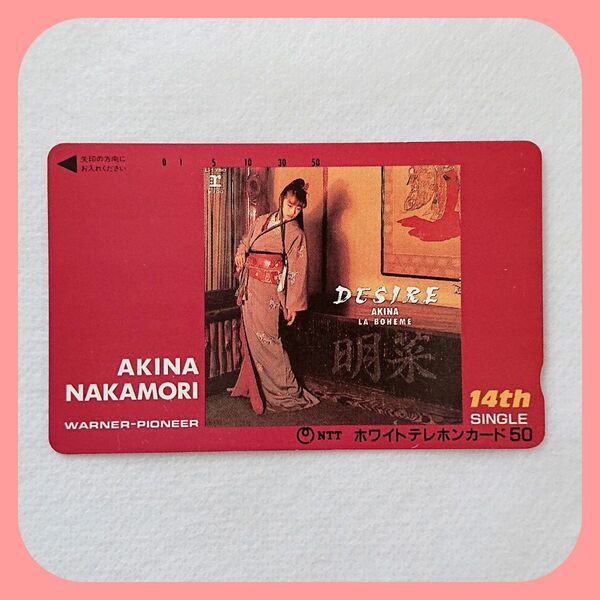 矢印の方向に
お入れください
0 1 5 10 30 50
DESIRE
AKINA
LA BOHEME
明菜
AKINA
NAKAMORI
WARNER-PIONEER
14th
SINGLE
NTT ホワイトテレホンカード50